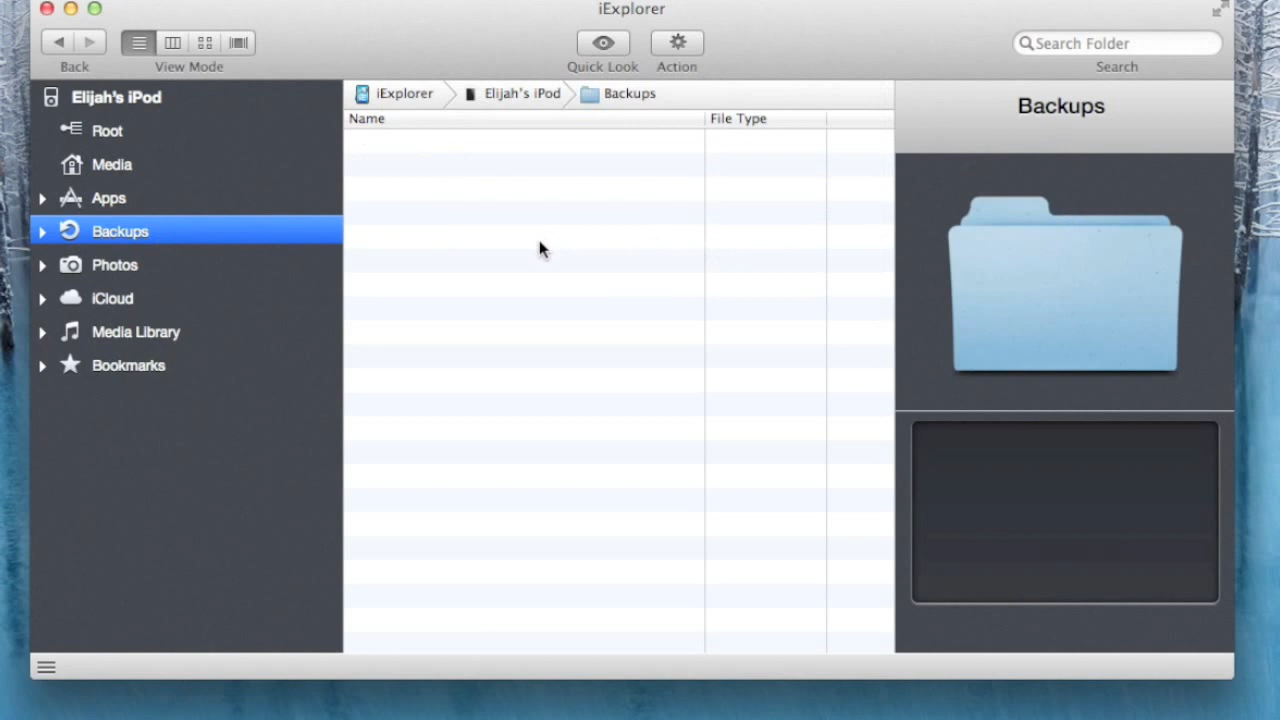 iExplorer
Back
View Mode
Quick Look
Action
Search Folder
Search
Elijah's iPod
Root
Media
Apps
Backups
Photos
iCloud
Media Library
Bookmarks
iExplorer Elijah's iPod Backups
Name File Type
Backups